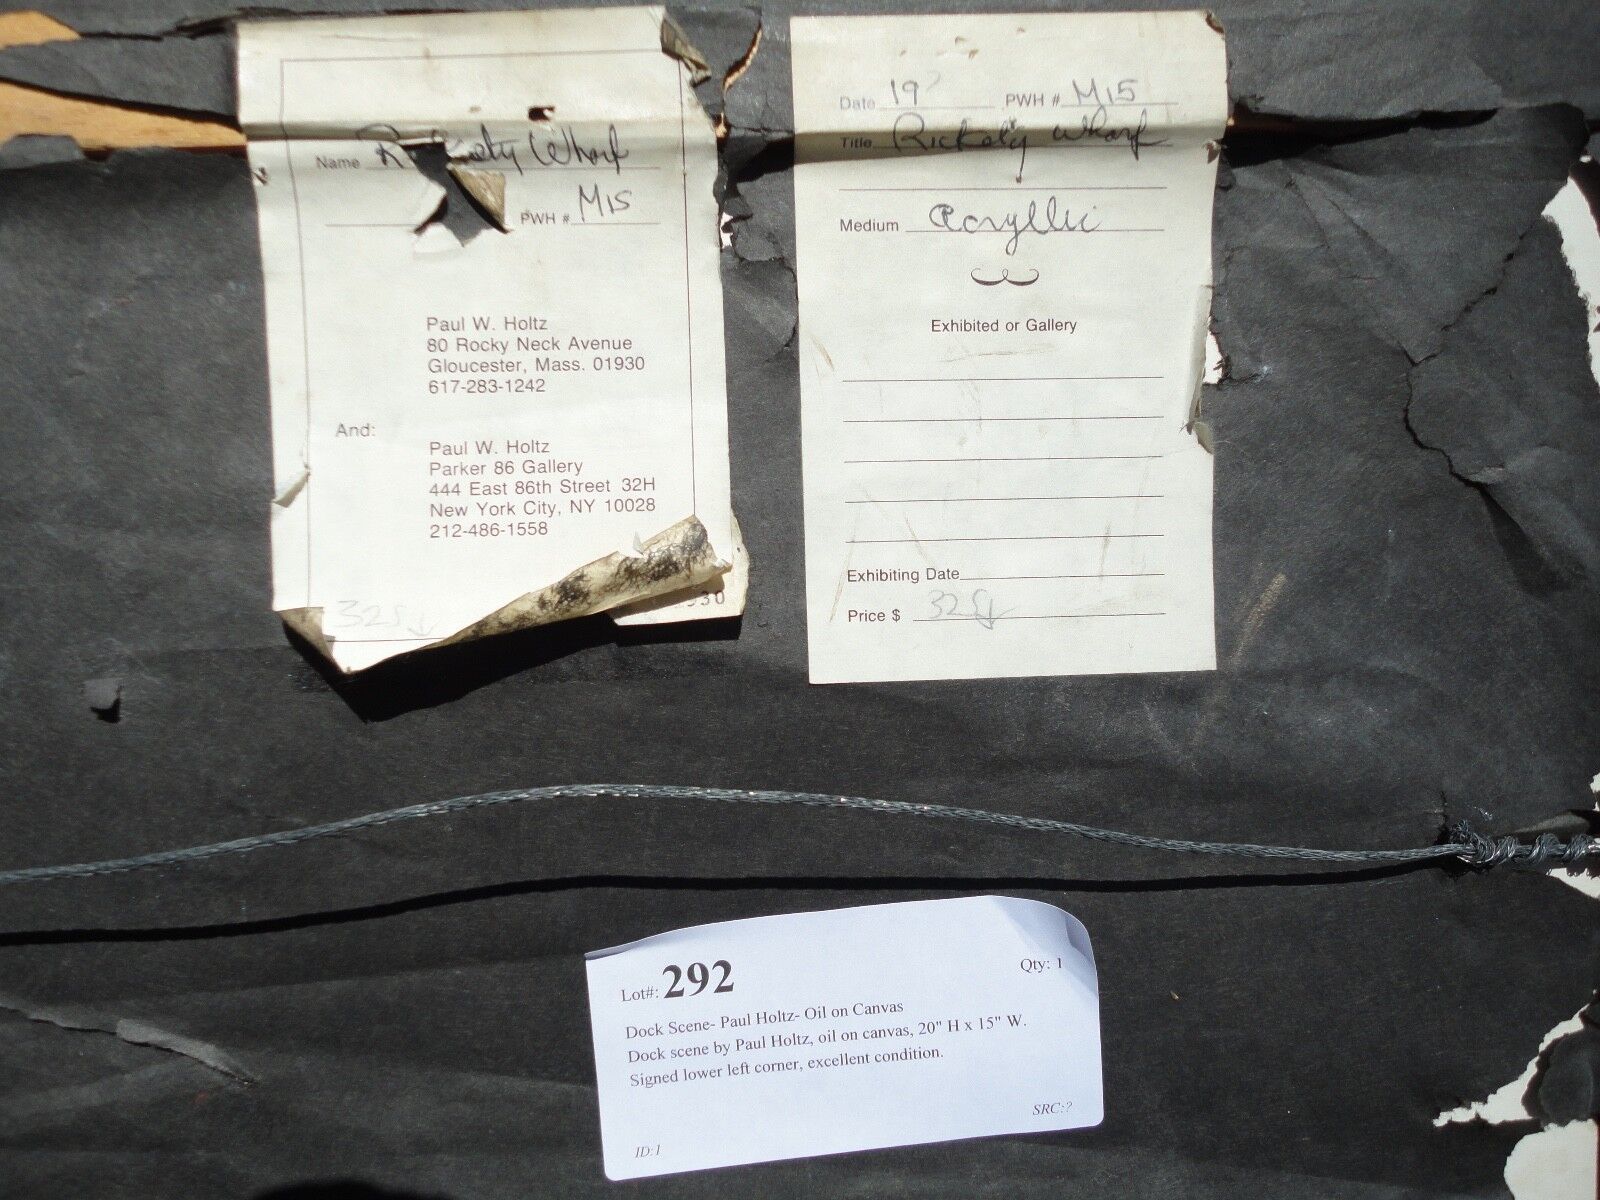 Name Rickety Wharf
PWH # M15
Paul W. Holtz
80 Rocky Neck Avenue
Gloucester, Mass. 01930
617-283-1242
And:
Paul W. Holtz
Parker 86 Gallery
444 East 86th Street 32H
New York City, NY 10028
212-486-1558
930
Date 19 PWH # M15
Title Rickety Wharf
Medium Acryllic
Exhibited or Gallery
Exhibiting Date
Price $
Lot#: 292 Qty: 1
Dock Scene- Paul Holtz- Oil on Canvas
Dock scene by Paul Holtz, oil on canvas, 20" H x 15" W.
Signed lower left corner, excellent condition.
SRC:?
ID:1